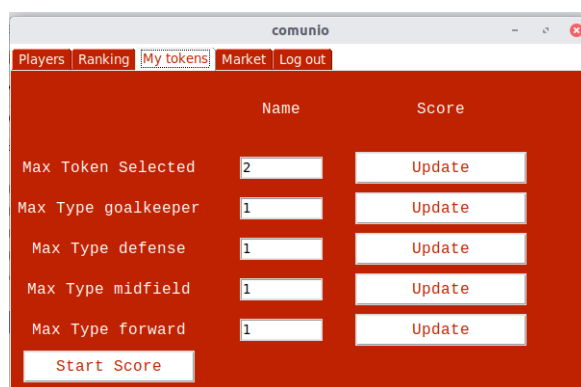 comunio
Players Ranking My tokens Market Log out
Name Score
Max Token Selected 2 Update
Max Type goalkeeper 1 Update
Max Type defense 1 Update
Max Type midfield 1 Update
Max Type forward 1 Update
Start Score